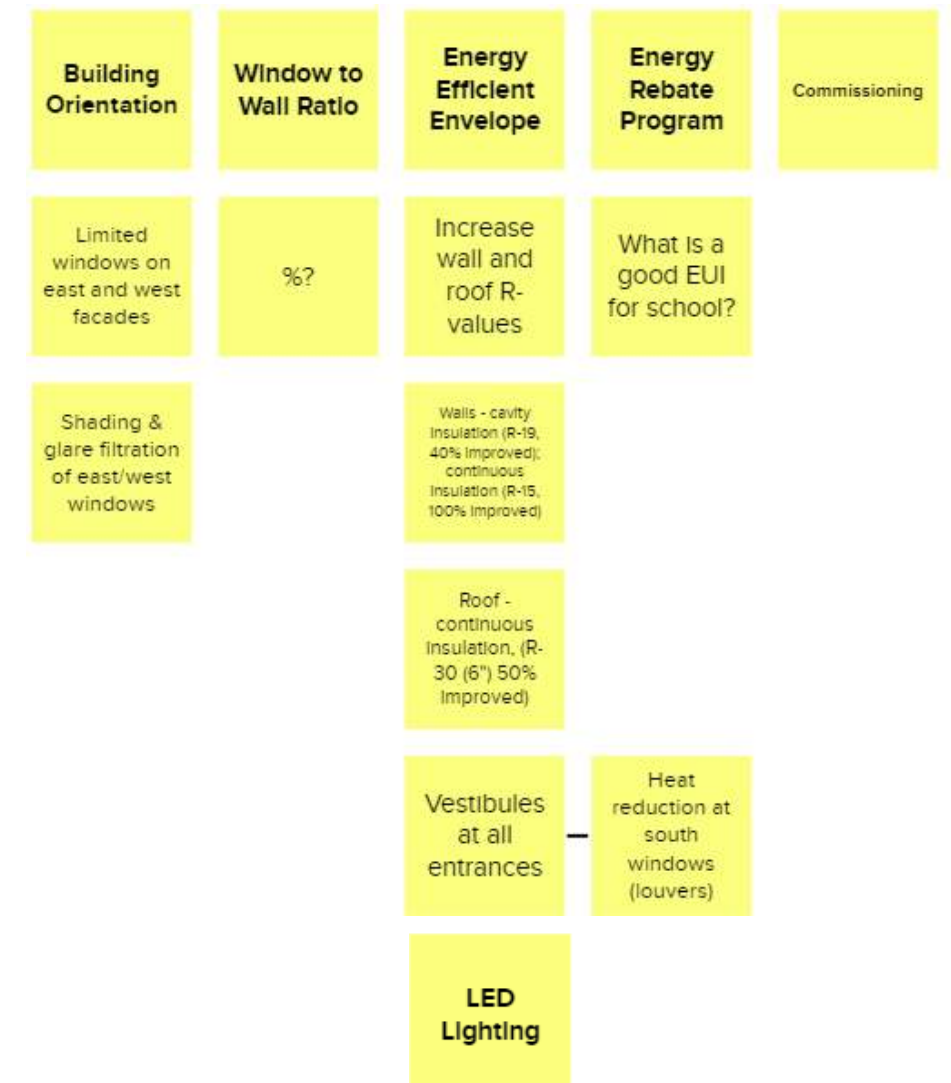 Building
Orientation
Window to
Wall Ratio
Energy
Efficient
Envelope
Energy
Rebate
Program
Commissioning
Limited
windows on
east and west
facades
%?
Increase
wall and
roof R-
values
What is a
good EUI
for school?
Shading &
glare filtration
of east/west
windows
Walls - cavity
insulation (R-19,
40% improved);
continuous
insulation (R-15,
100% improved)
Roof -
continuous
insulation, (R-
30 (6") 50%
improved)
Vestibules
at all
entrances
Heat
reduction at
south
windows
(louvers)
LED
Lighting